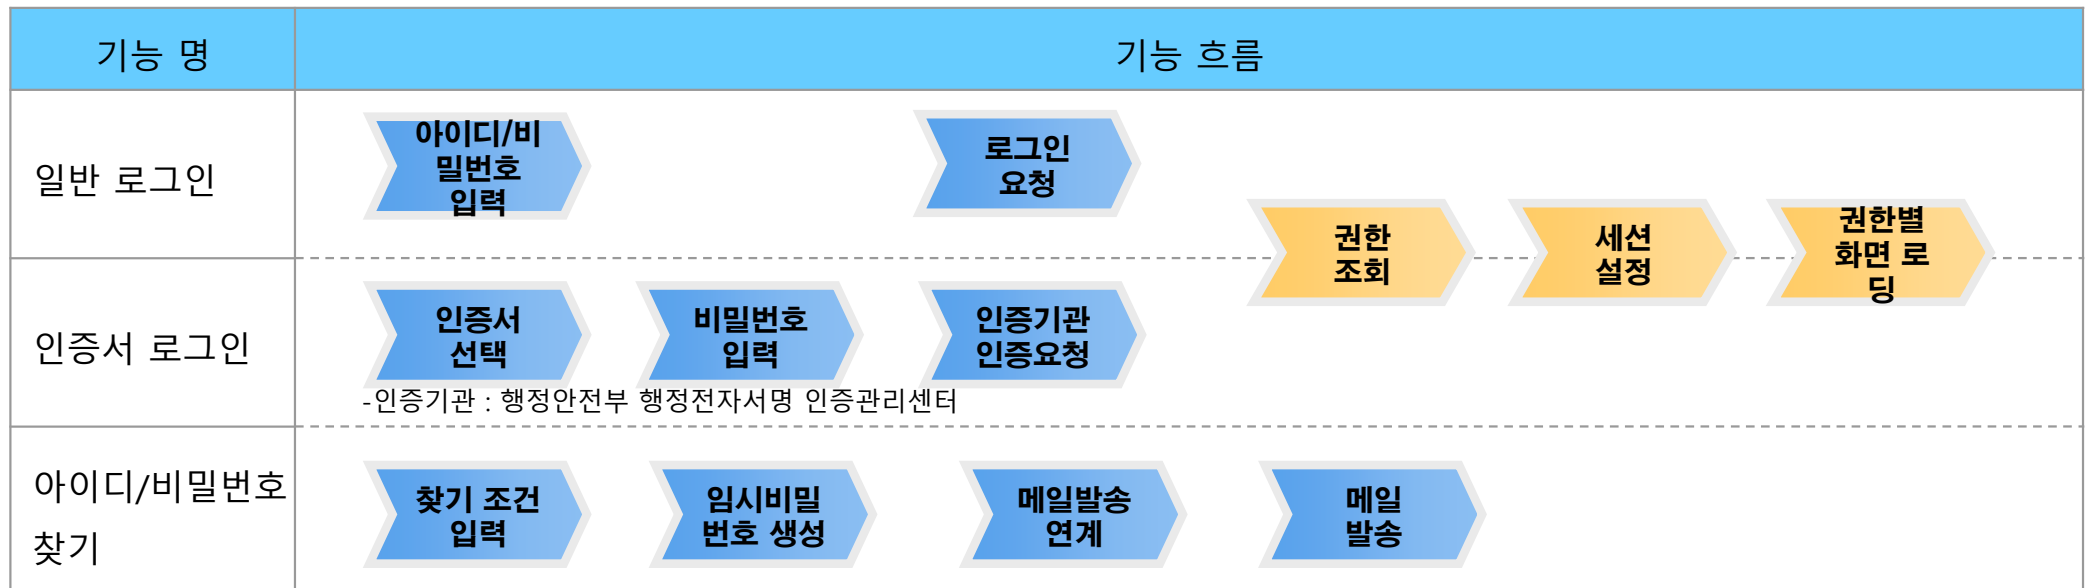 기능 명
기능 흐름
일반 로그인
아이디/비
밀번호
입력
로그인
요청
권한
조회
세션
설정
권한별
화면 로
딩
인증서 로그인
인증서
선택
비밀번호
입력
인증기관
인증요청
-인증기관 : 행정안전부 행정전자서명 인증관리센터
아이디/비밀번호
찾기
찾기 조건
입력
임시비밀
번호 생성
메일발송
연계
메일
발송